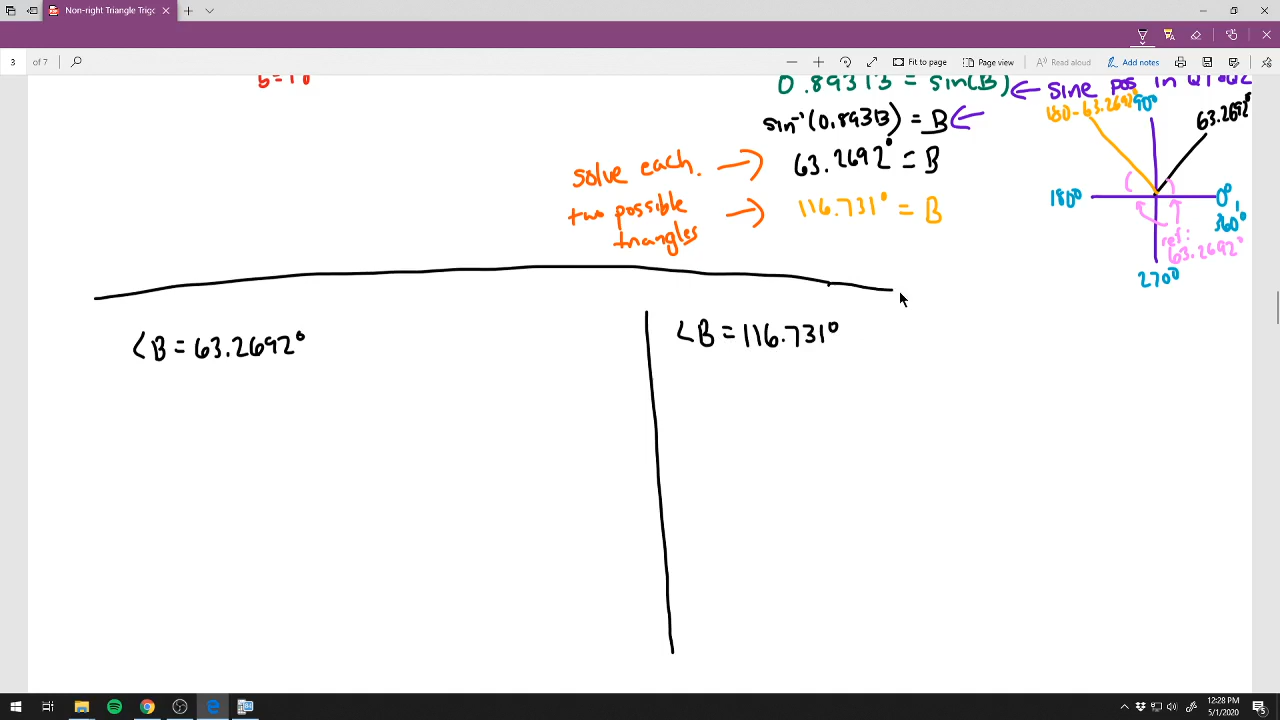 Non-right Triangle Trig
3 of 7
Fit to page
Page view
Read aloud
Add notes
0.89313 = sin(B)
← sine pos in Q1 Q2
sin⁻¹(0.89313) = B ←
solve each. → 63.2692° = B
two possible triangles → 116.731° = B
180-63.2692°
90°
63.2692°
180°
0°, 360°
ref: 63.2692°
270°
<B = 63.2692°
<B = 116.731°
12:28 PM
5/1/2020